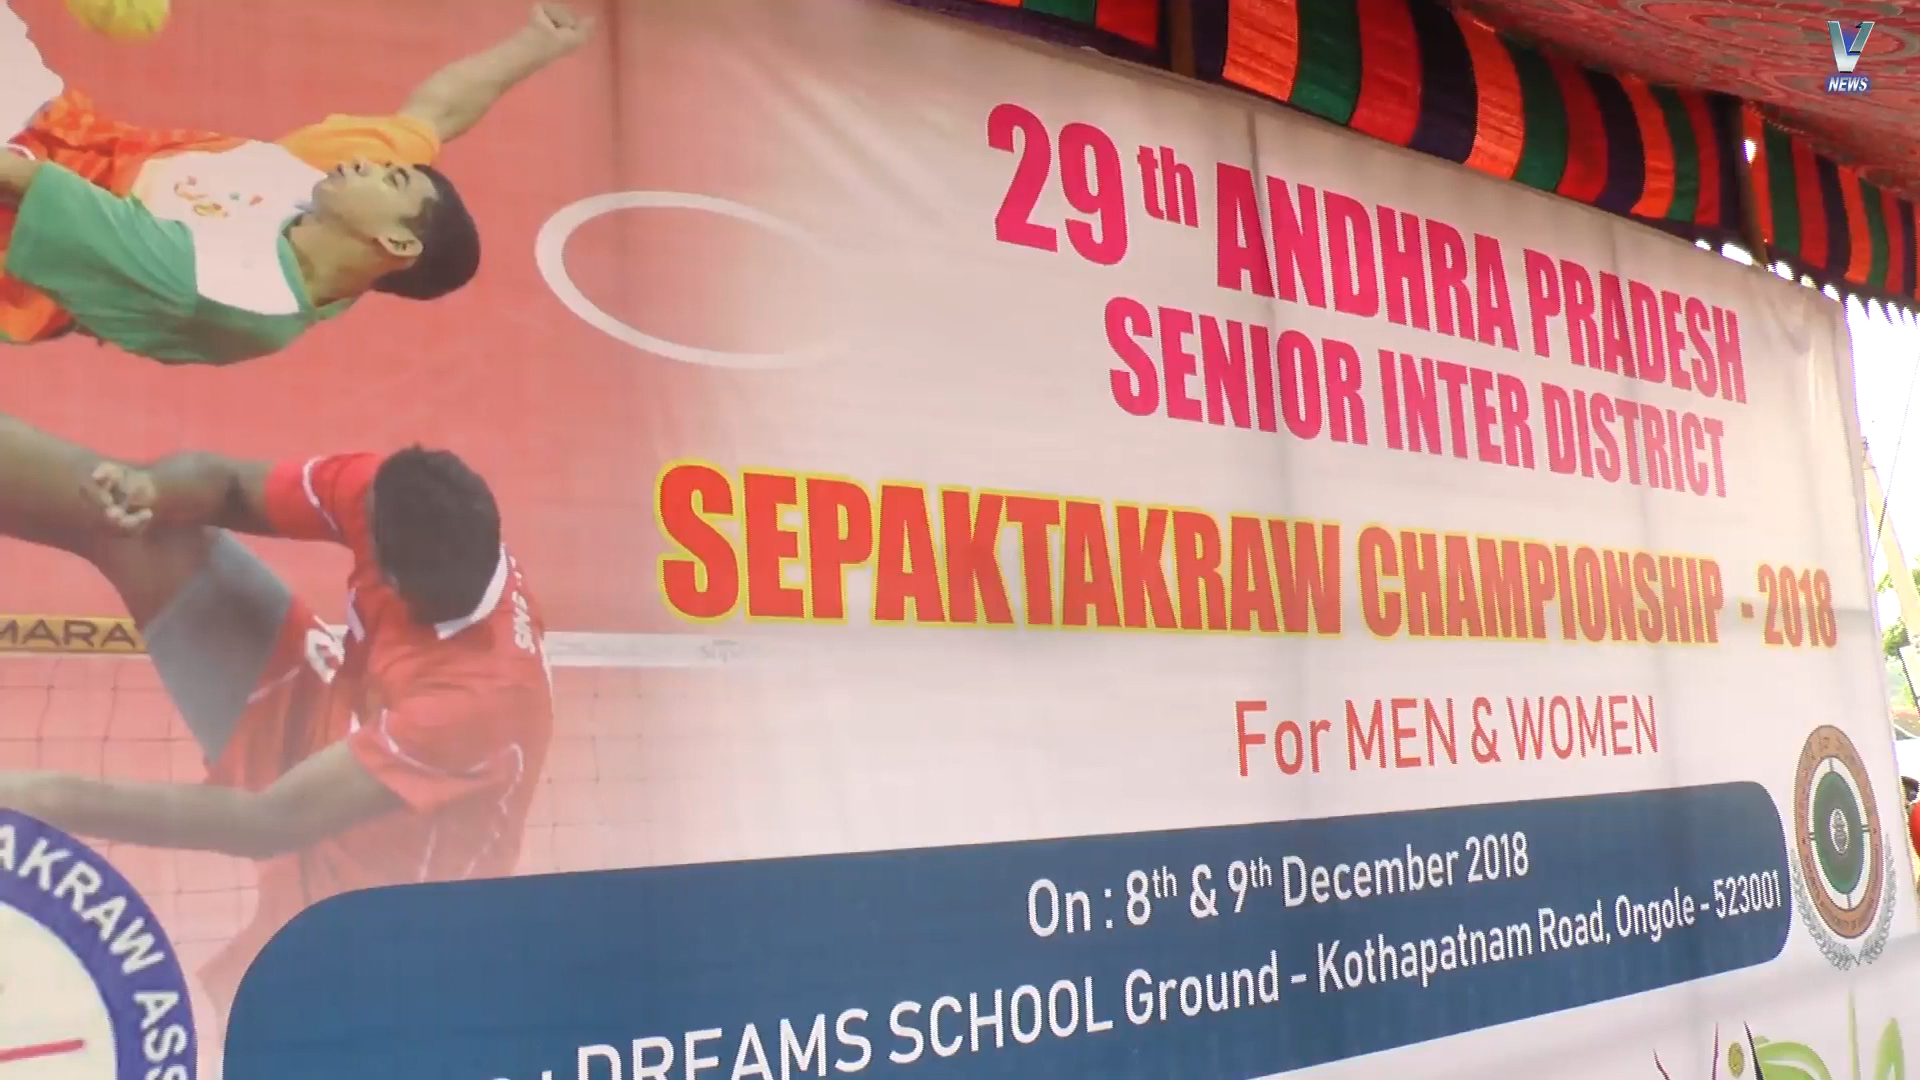 V NEWS
29th ANDHRA PRADESH
SENIOR INTER DISTRICT
SEPAKTAKRAW CHAMPIONSHIP - 2018
For MEN & WOMEN
On : 8th & 9th December 2018
DREAMS SCHOOL Ground - Kothapatnam Road, Ongole - 523001
MARA
AKRAW ASS